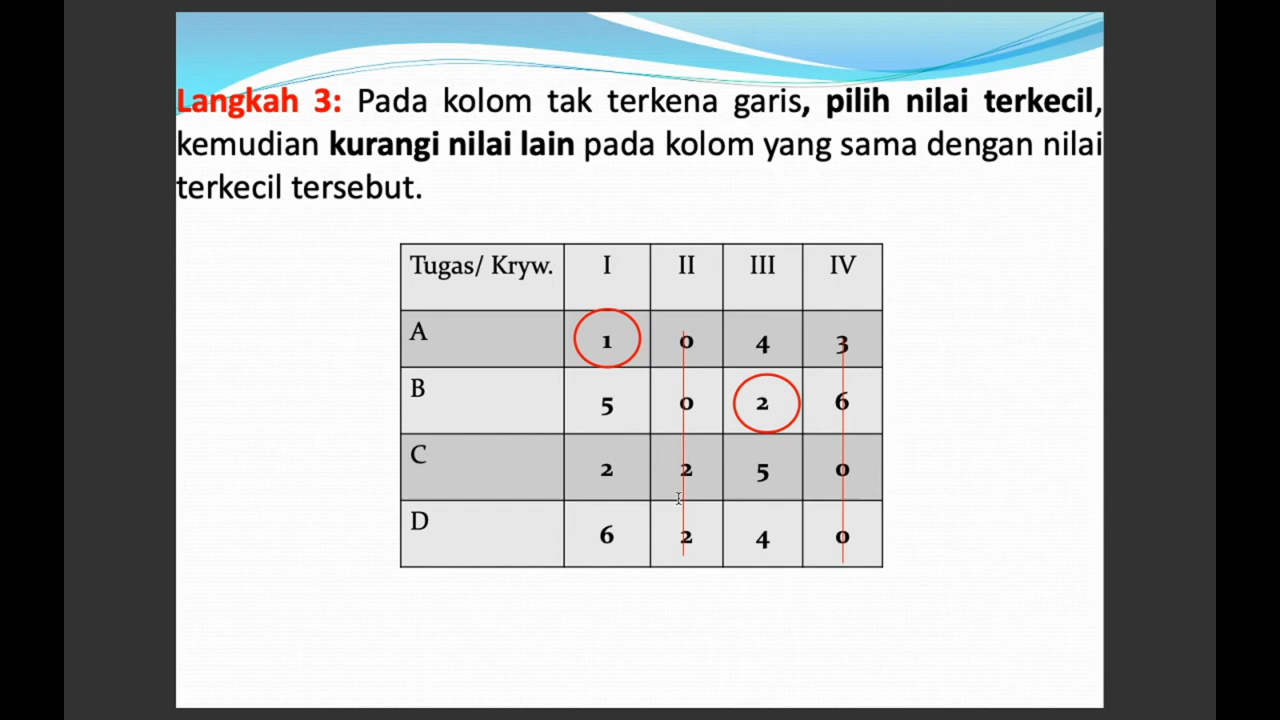 Langkah 3: Pada kolom tak terkena garis, pilih nilai terkecil,
kemudian kurangi nilai lain pada kolom yang sama dengan nilai
terkecil tersebut.
Tugas/ Kryw. I II III IV
A 1 0 4 3
B 5 0 2 6
C 2 2 5 0
D 6 2 4 0